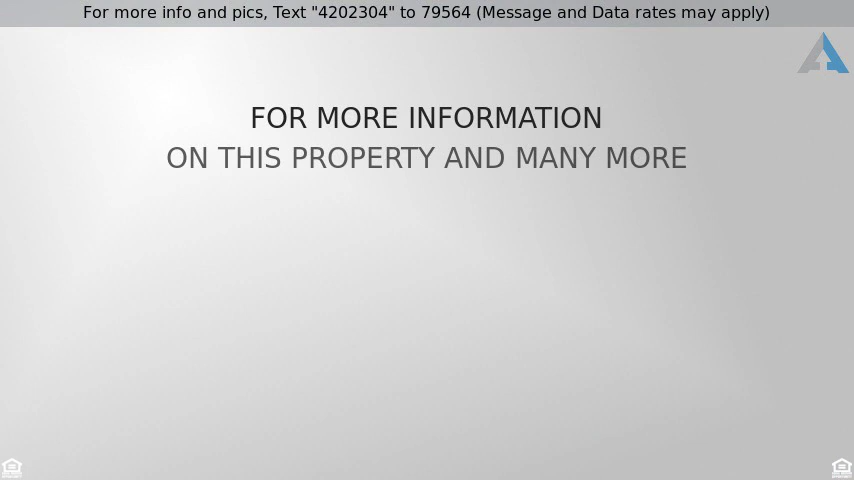 For more info and pics, Text "4202304" to 79564 (Message and Data rates may apply)
FOR MORE INFORMATION
ON THIS PROPERTY AND MANY MORE